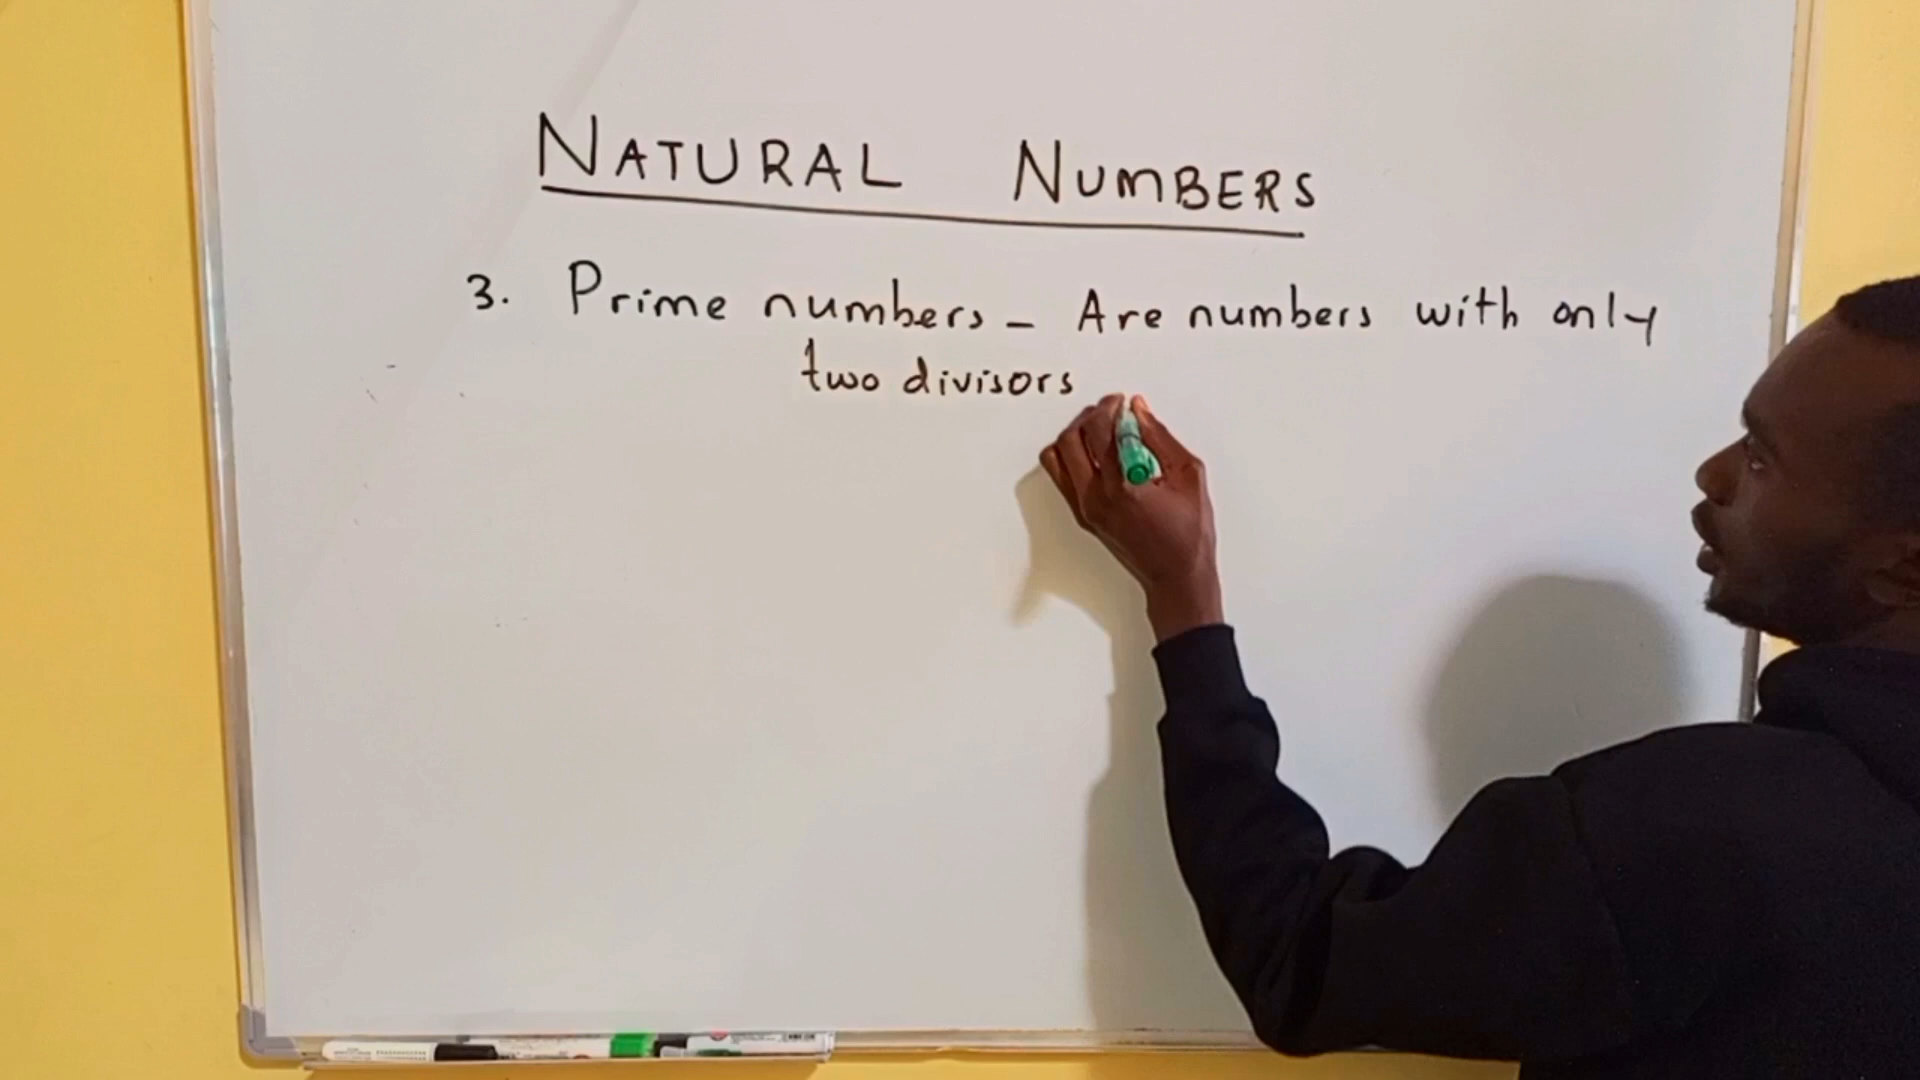 NATURAL NUMBERS
3. Prime numbers - Are numbers with only
two divisors